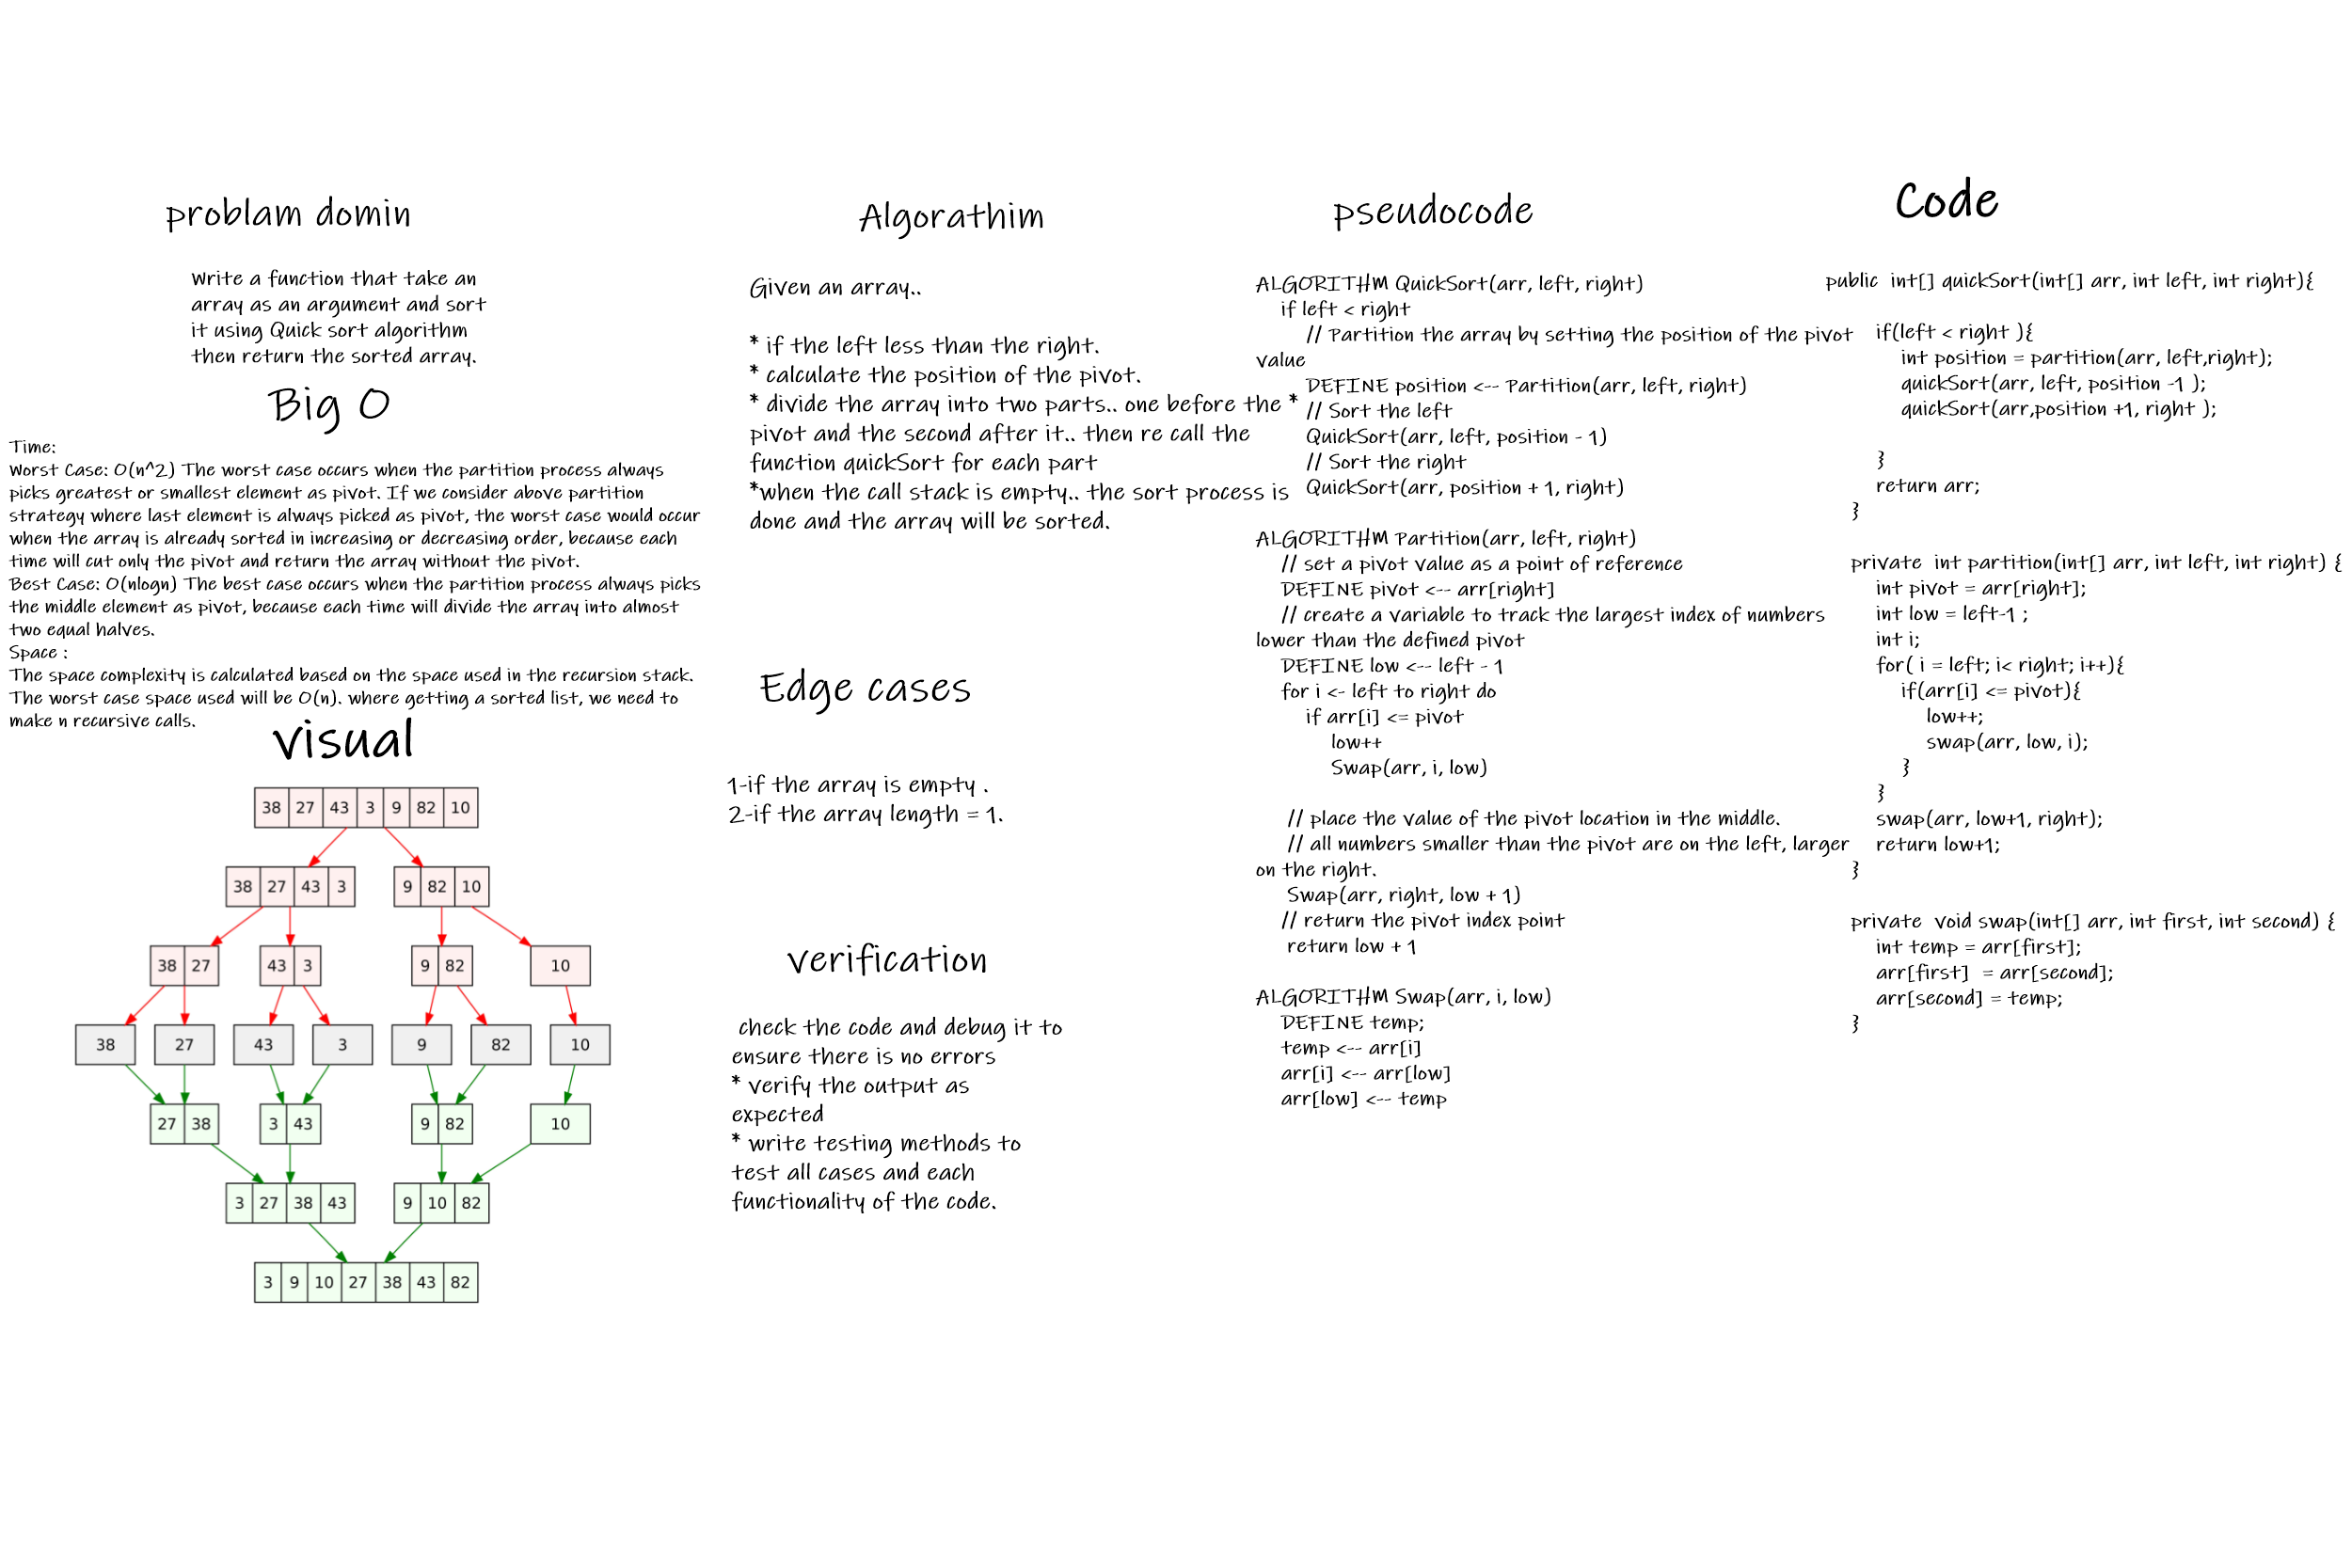 problam domin
Write a function that take an
array as an argument and sort
it using Quick sort algorithm
then return the sorted array.
Big O
Time:
Worst Case: O(n^2) The worst case occurs when the partition process always
picks greatest or smallest element as pivot. If we consider above partition
strategy where last element is always picked as pivot, the worst case would occur
when the array is already sorted in increasing or decreasing order, because each
time will cut only the pivot and return the array without the pivot.
Best Case: O(nlogn) The best case occurs when the partition process always picks
the middle element as pivot, because each time will divide the array into almost
two equal halves.
Space :
The space complexity is calculated based on the space used in the recursion stack.
The worst case space used will be O(n). where getting a sorted list, we need to
make n recursive calls.
visual
38 27 43 3 9 82 10
38 27 43 3 9 82 10
38 27 43 3 9 82 10
38 27 43 3 9 82 10
27 38 3 43 9 82 10
3 27 38 43 9 10 82
3 9 10 27 38 43 82
Algorathim
Given an array..
* if the left less than the right.
* calculate the position of the pivot.
* divide the array into two parts.. one before the *
pivot and the second after it.. then re call the
function quickSort for each part
*when the call stack is empty.. the sort process is
done and the array will be sorted.
Edge cases
1-if the array is empty .
2-if the array length = 1.
verification
check the code and debug it to
ensure there is no errors
* verify the output as
expected
* write testing methods to
test all cases and each
functionality of the code.
pseudocode
ALGORITHM QuickSort(arr, left, right)
if left < right
// Partition the array by setting the position of the pivot
value
DEFINE position <-- Partition(arr, left, right)
// Sort the left
QuickSort(arr, left, position - 1)
// Sort the right
QuickSort(arr, position + 1, right)
ALGORITHM Partition(arr, left, right)
// set a pivot value as a point of reference
DEFINE pivot <-- arr[right]
// create a variable to track the largest index of numbers
lower than the defined pivot
DEFINE low <-- left - 1
for i <- left to right do
if arr[i] <= pivot
low++
Swap(arr, i, low)
// place the value of the pivot location in the middle.
// all numbers smaller than the pivot are on the left, larger
on the right.
Swap(arr, right, low + 1)
// return the pivot index point
return low + 1
ALGORITHM Swap(arr, i, low)
DEFINE temp;
temp <-- arr[i]
arr[i] <-- arr[low]
arr[low] <-- temp
Code
public int[] quickSort(int[] arr, int left, int right){
if(left < right ){
int position = partition(arr, left,right);
quickSort(arr, left, position -1 );
quickSort(arr,position +1, right );
}
return arr;
}
private int partition(int[] arr, int left, int right) {
int pivot = arr[right];
int low = left-1 ;
int i;
for( i = left; i< right; i++){
if(arr[i] <= pivot){
low++;
swap(arr, low, i);
}
}
swap(arr, low+1, right);
return low+1;
}
private void swap(int[] arr, int first, int second) {
int temp = arr[first];
arr[first] = arr[second];
arr[second] = temp;
}